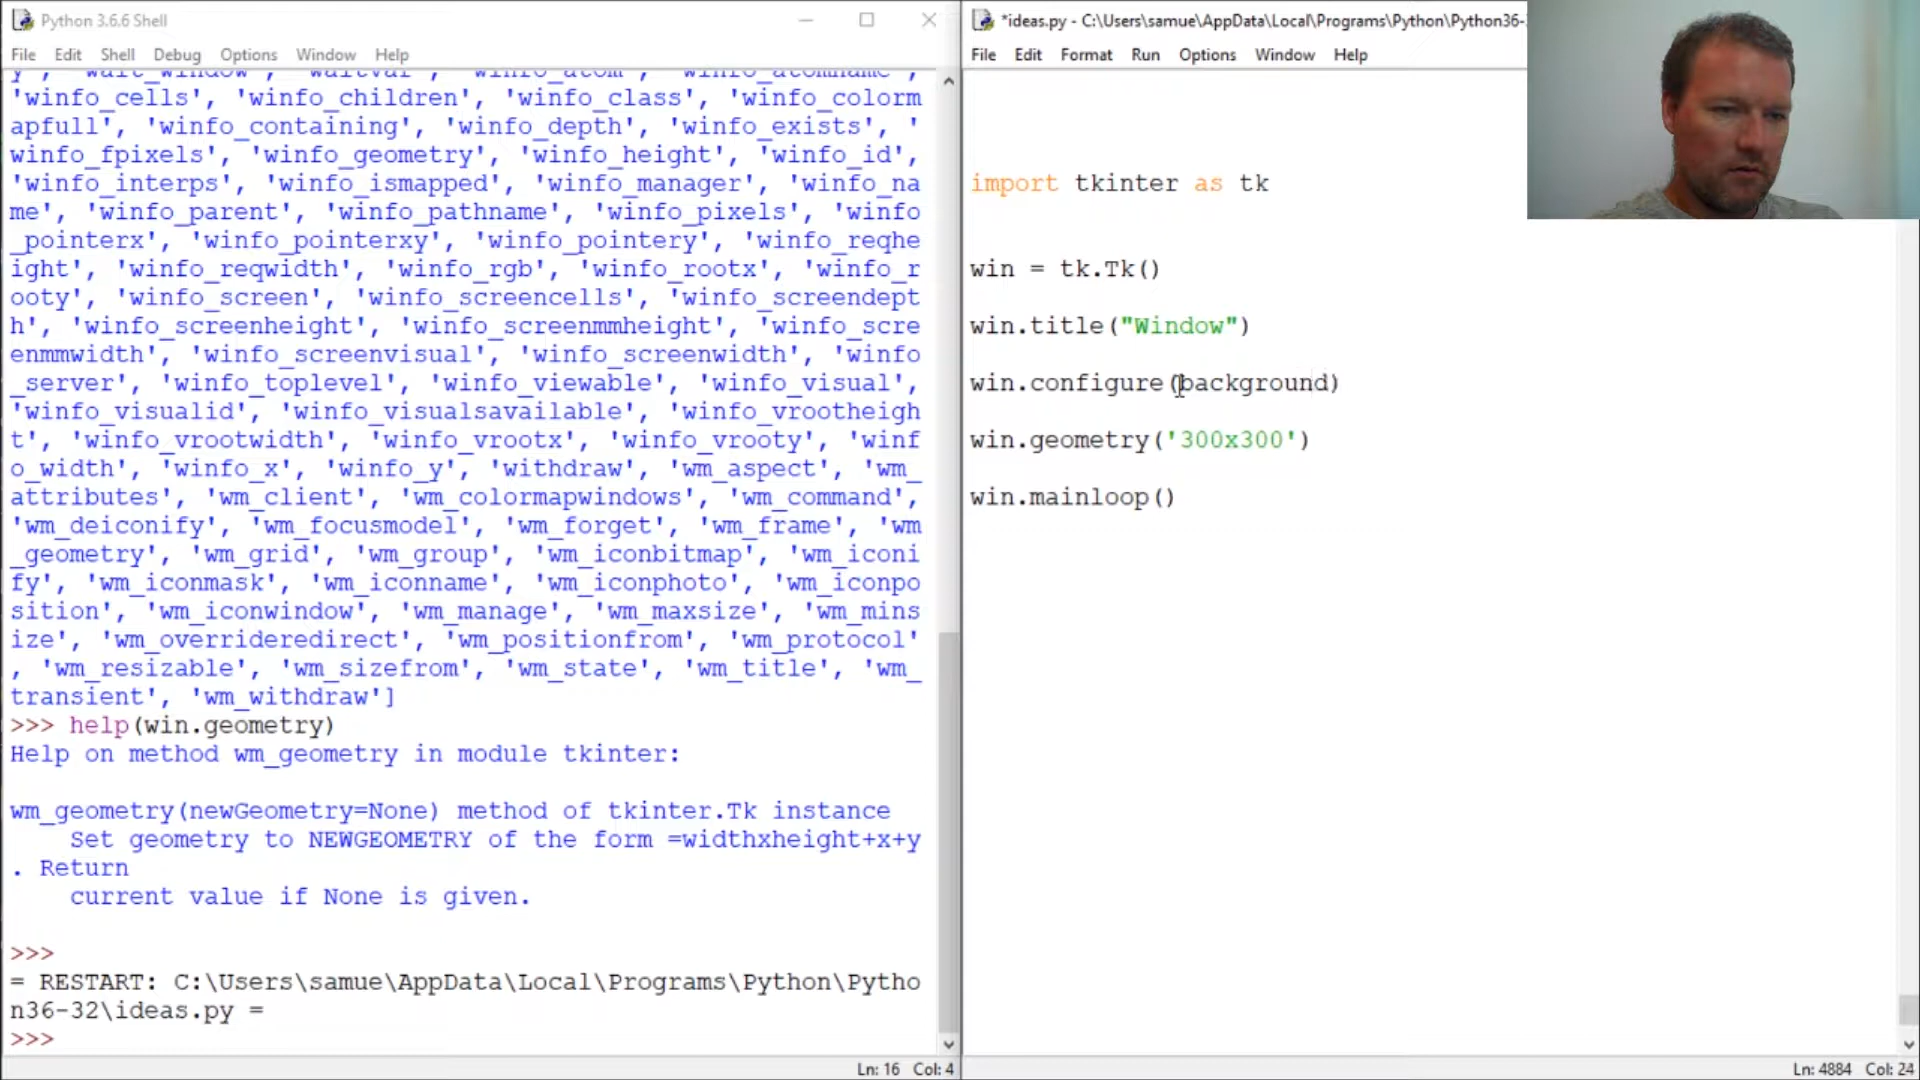 Python 3.6.6 Shell
File Edit Shell Debug Options Window Help
y', 'wait_window', 'waitvar', 'winfo_atom', 'winfo_atomname',
'winfo_cells', 'winfo_children', 'winfo_class', 'winfo_colorm
apfull', 'winfo_containing', 'winfo_depth', 'winfo_exists', '
winfo_fpixels', 'winfo_geometry', 'winfo_height', 'winfo_id',
'winfo_interps', 'winfo_ismapped', 'winfo_manager', 'winfo_na
me', 'winfo_parent', 'winfo_pathname', 'winfo_pixels', 'winfo
_pointerx', 'winfo_pointerxy', 'winfo_pointery', 'winfo_reqhe
ight', 'winfo_reqwidth', 'winfo_rgb', 'winfo_rootx', 'winfo_r
ooty', 'winfo_screen', 'winfo_screencells', 'winfo_screendept
h', 'winfo_screenheight', 'winfo_screenmmheight', 'winfo_scre
enmmwidth', 'winfo_screenvisual', 'winfo_screenwidth', 'winfo
_server', 'winfo_toplevel', 'winfo_viewable', 'winfo_visual',
'winfo_visualid', 'winfo_visualsavailable', 'winfo_vrootheigh
t', 'winfo_vrootwidth', 'winfo_vrootx', 'winfo_vrooty', 'winf
o_width', 'winfo_x', 'winfo_y', 'withdraw', 'wm_aspect', 'wm_
attributes', 'wm_client', 'wm_colormapwindows', 'wm_command',
'wm_deiconify', 'wm_focusmodel', 'wm_forget', 'wm_frame', 'wm
_geometry', 'wm_grid', 'wm_group', 'wm_iconbitmap', 'wm_iconi
fy', 'wm_iconmask', 'wm_iconname', 'wm_iconphoto', 'wm_iconpo
sition', 'wm_iconwindow', 'wm_manage', 'wm_maxsize', 'wm_mins
ize', 'wm_overrideredirect', 'wm_positionfrom', 'wm_protocol'
, 'wm_resizable', 'wm_sizefrom', 'wm_state', 'wm_title', 'wm_
transient', 'wm_withdraw']
>>> help(win.geometry)
Help on method wm_geometry in module tkinter:
wm_geometry(newGeometry=None) method of tkinter.Tk instance
Set geometry to NEWGEOMETRY of the form =widthxheight+x+y
. Return
current value if None is given.
>>>
= RESTART: C:\Users\samue\AppData\Local\Programs\Python\Pytho
n36-32\ideas.py =
>>>
Ln: 16 Col: 4
*ideas.py - C:\Users\samue\AppData\Local\Programs\Python\Python36-
File Edit Format Run Options Window Help
import tkinter as tk
win = tk.Tk()
win.title("Window")
win.configure(background)
win.geometry('300x300')
win.mainloop()
Ln: 4884 Col: 24